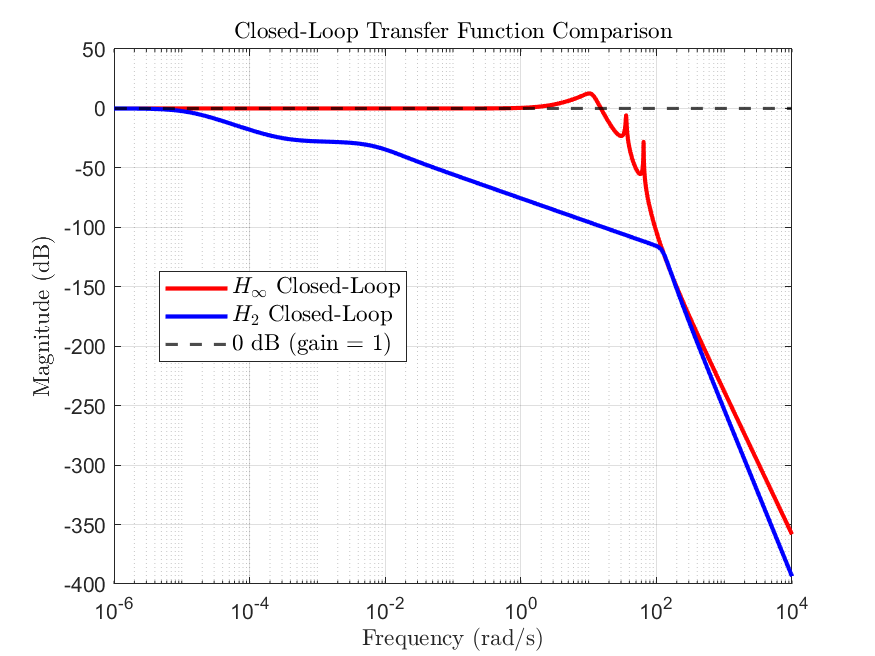 Closed-Loop Transfer Function Comparison
50
0
-50
-100
-150
-200
-250
-300
-350
-400
Magnitude (dB)
H∞ Closed-Loop
H2 Closed-Loop
0 dB (gain = 1)
10-6 10-4 10-2 100 102 104
Frequency (rad/s)